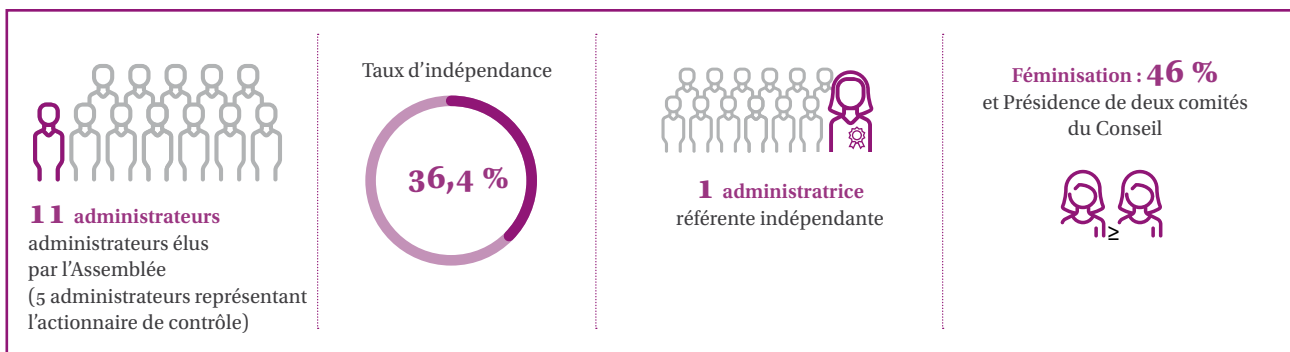 11 administrateurs
administrateurs élus
par l'Assemblée
(5 administrateurs représentant
l'actionnaire de contrôle)
Taux d'indépendance
36,4 %
1 administratrice
référente indépendante
Féminisation : 46 %
et Présidence de deux comités
du Conseil
≥